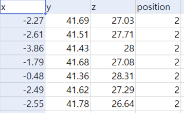 x y z position
-2.27 41.69 27.03 2
-2.61 41.51 27.71 2
-3.86 41.43 28 2
-1.79 41.68 27.08 2
-0.48 41.36 28.31 2
-2.49 41.62 27.29 2
-2.55 41.78 26.64 2